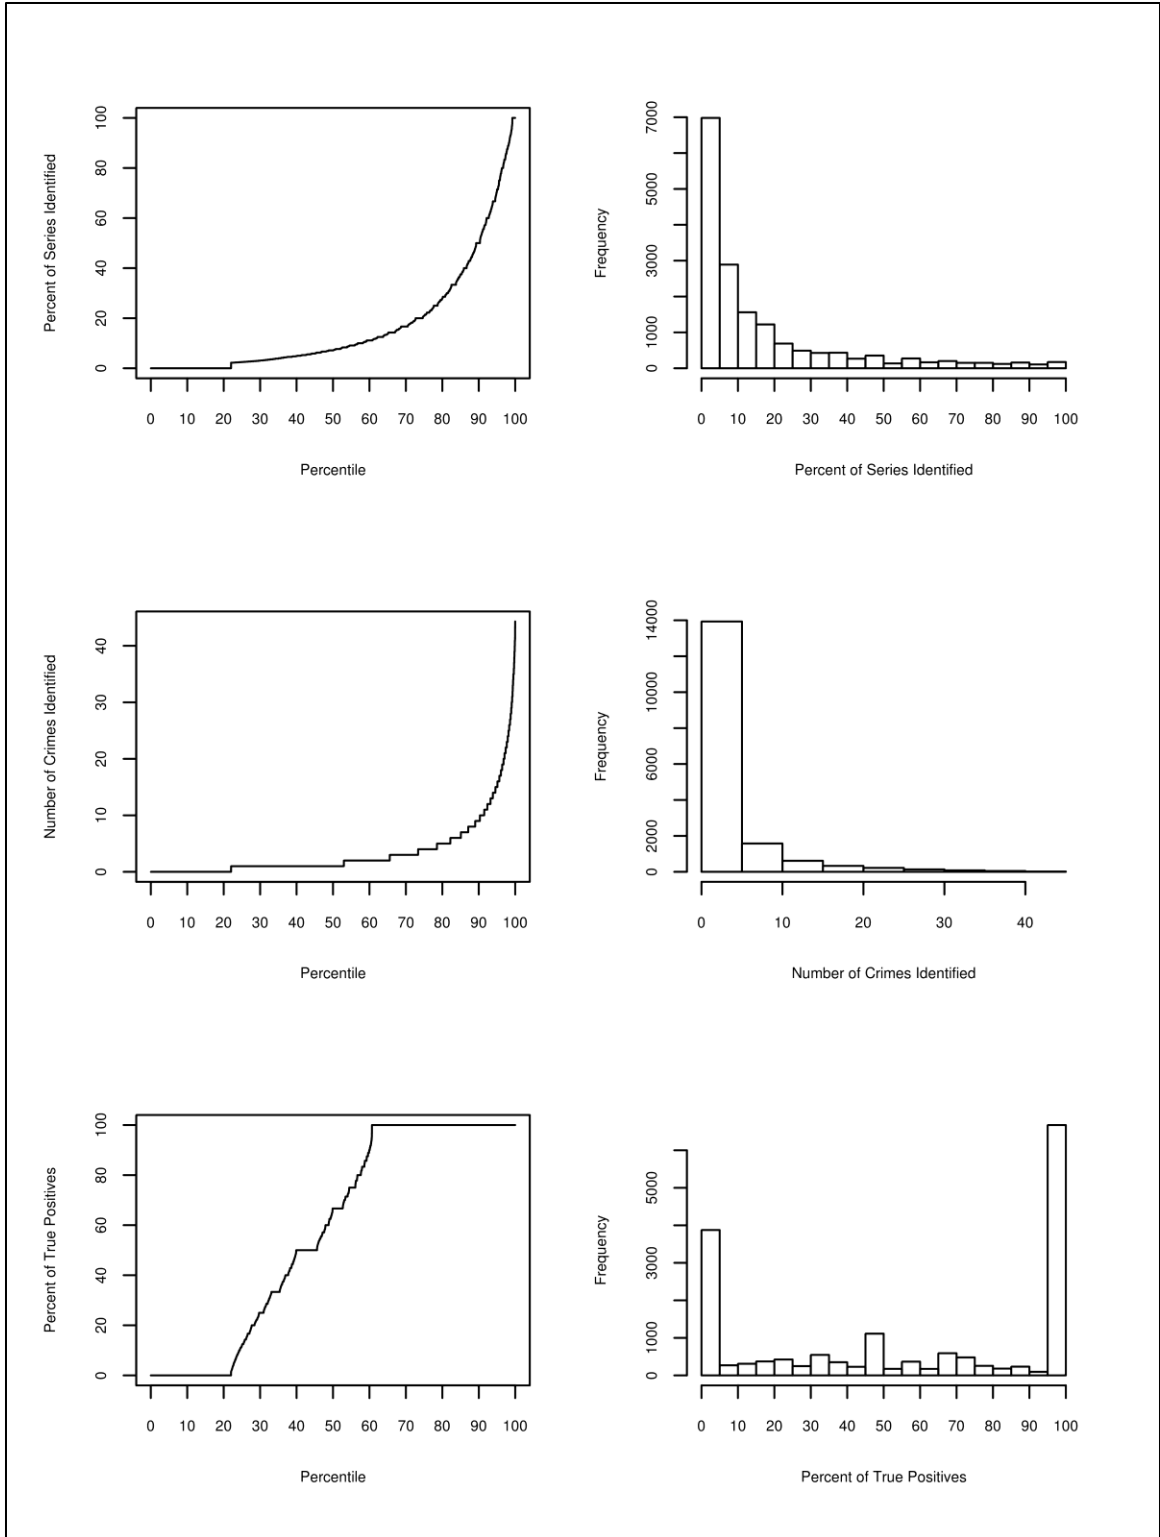 Percent of Series Identified
100
80
60
40
20
0
0 10 20 30 40 50 60 70 80 90 100
Percentile
Frequency
7000
5000
3000
1000
0
0 10 20 30 40 50 60 70 80 90 100
Percent of Series Identified
Number of Crimes Identified
40
30
20
10
0
0 10 20 30 40 50 60 70 80 90 100
Percentile
Frequency
14000
10000
6000
2000
0
0 10 20 30 40
Number of Crimes Identified
Percent of True Positives
100
80
60
40
20
0
0 10 20 30 40 50 60 70 80 90 100
Percentile
Frequency
5000
3000
1000
0
0 10 20 30 40 50 60 70 80 90 100
Percent of True Positives